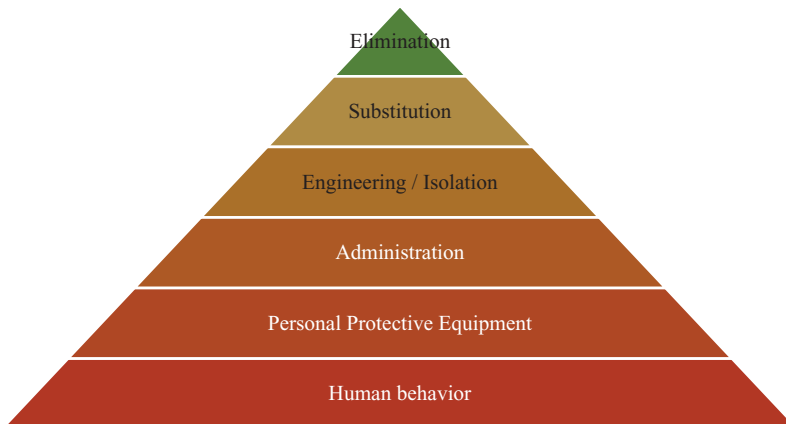 Elimination
Substitution
Engineering / Isolation
Administration
Personal Protective Equipment
Human behavior